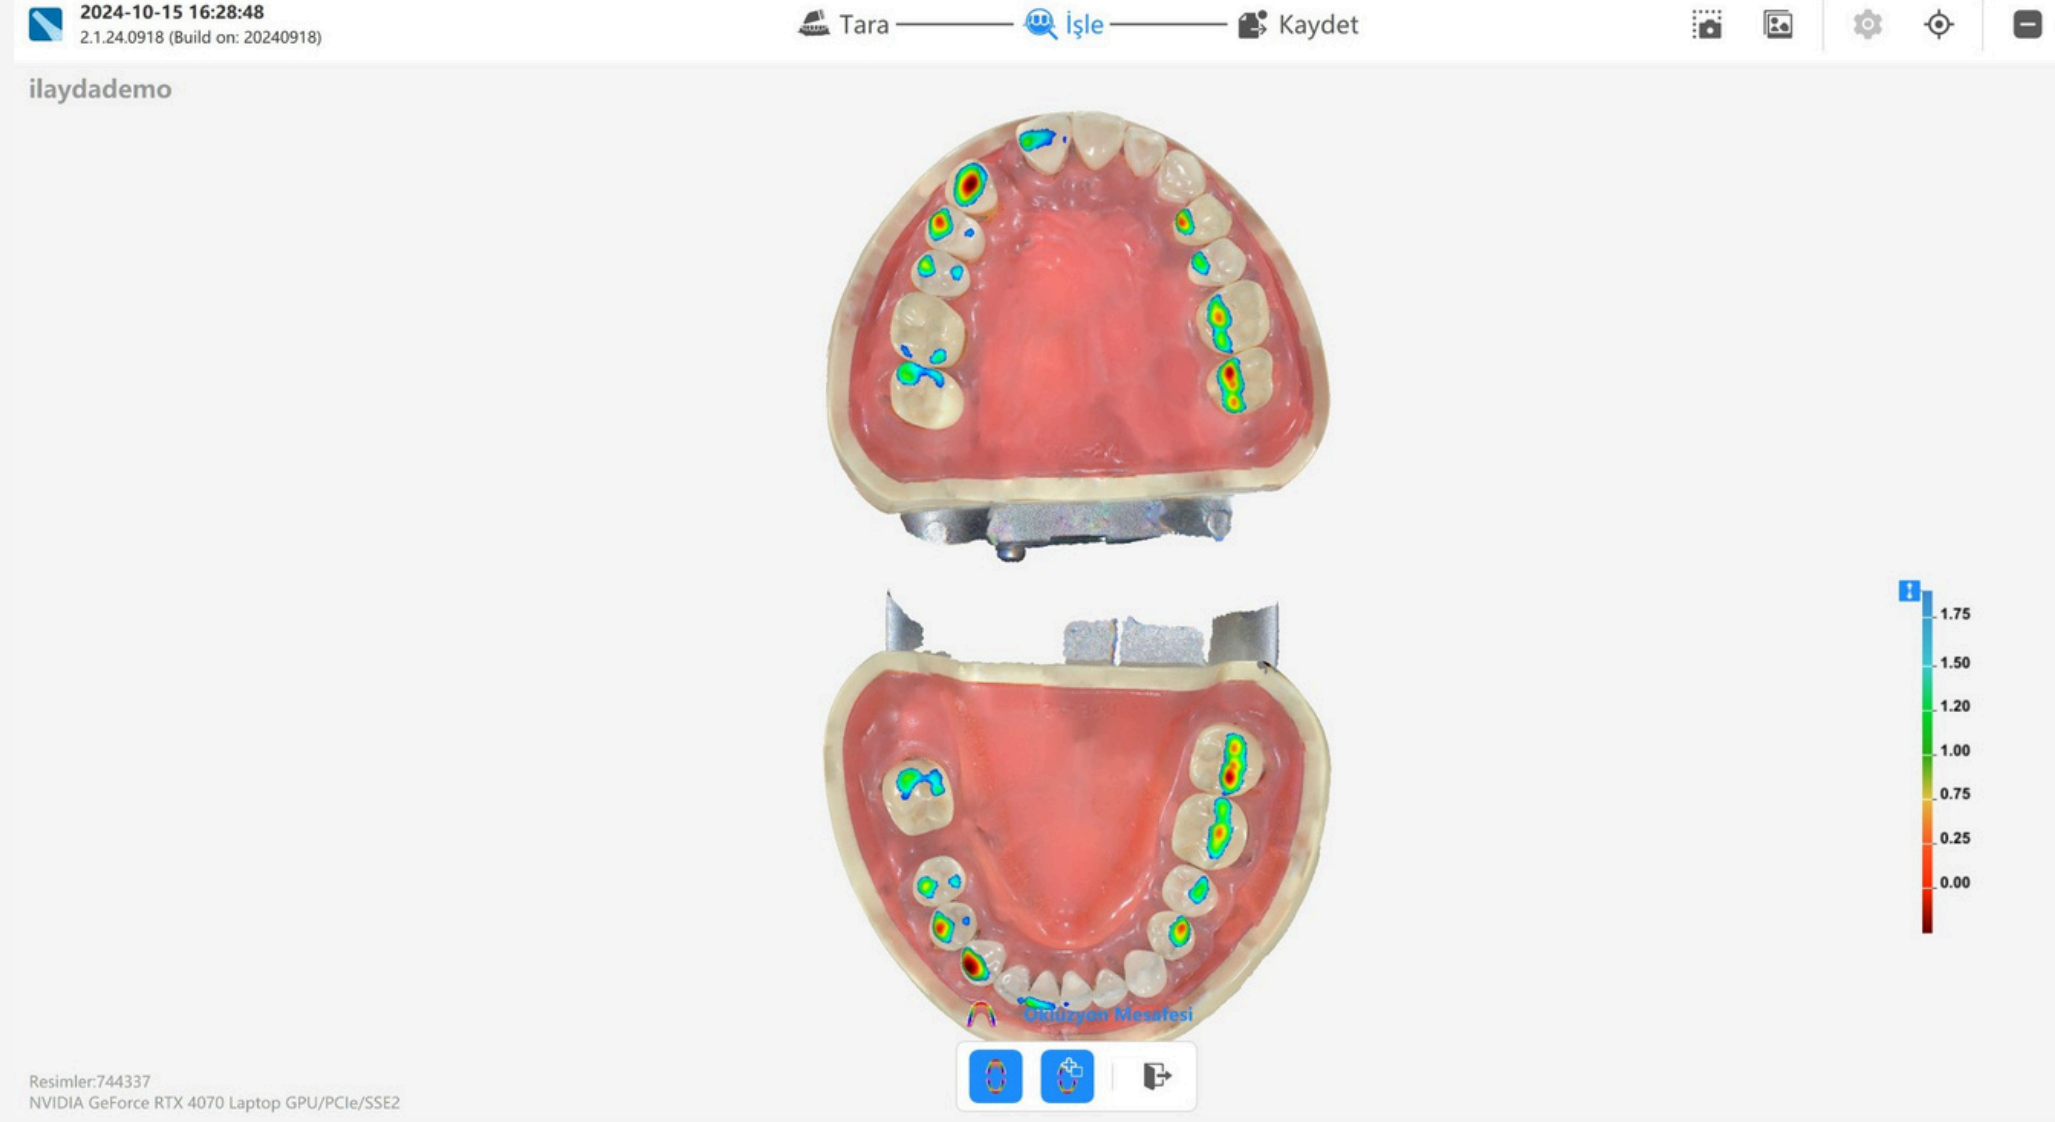 2024-10-15 16:28:48
2.1.24.0918 (Build on: 20240918)
Tara
İşle
Kaydet
ilaydademo
1.75
1.50
1.20
1.00
0.75
0.25
0.00
Oklüzyon Mesafesi
Resimler:744337
NVIDIA GeForce RTX 4070 Laptop GPU/PCIe/SSE2